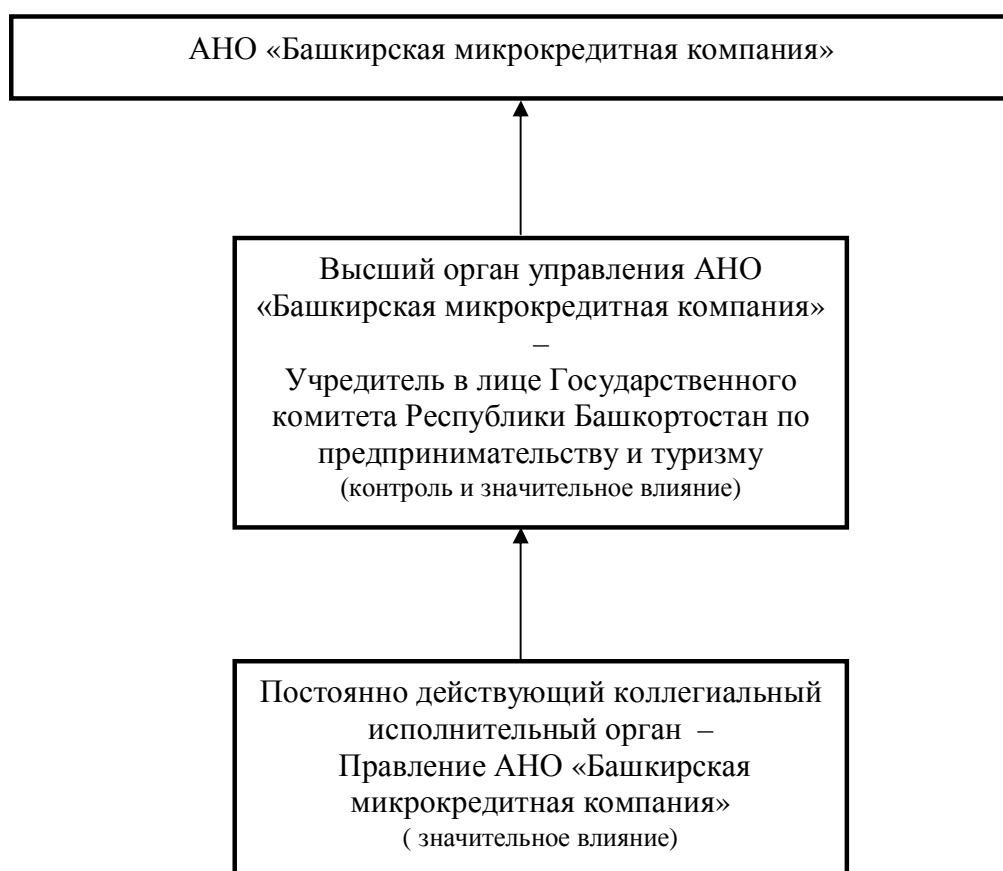 АНО «Башкирская микрокредитная компания»
Высший орган управления АНО
«Башкирская микрокредитная компания»
–
Учредитель в лице Государственного
комитета Республики Башкортостан по
предпринимательству и туризму
(контроль и значительное влияние)
Постоянно действующий коллегиальный
исполнительный орган –
Правление АНО «Башкирская
микрокредитная компания»
( значительное влияние)